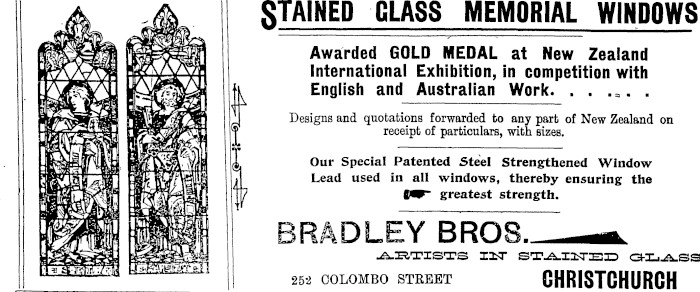 STAINED GLASS MEMORIAL WINDOWS
Awarded GOLD MEDAL at New Zealand
International Exhibition, in competition with
English and Australian Work. . . . . .
Designs and quotations forwarded to any part of New Zealand on
receipt of particulars, with sizes.
Our Special Patented Steel Strengthened Window
Lead used in all windows, thereby ensuring the
greatest strength.
BRADLEY BROS.
ARTISTS IN STAINED GLASS
252 COLOMBO STREET CHRISTCHURCH